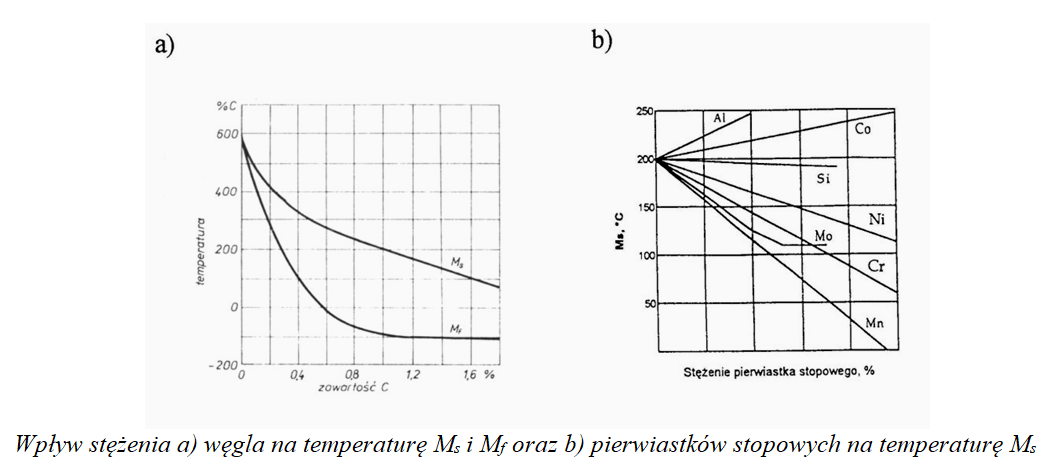 a)
%C
600
400
200
0
-200
temperatura
Ms
Mf
0 0,4 0,8 1,2 1,6 %
zawartość C
b)
250
200
150
100
50
Ms, °C
Al
Co
Si
Ni
Mo
Cr
Mn
Stężenie pierwiastka stopowego, %
Wpływ stężenia a) węgla na temperaturę Ms i Mf oraz b) pierwiastków stopowych na temperaturę Ms